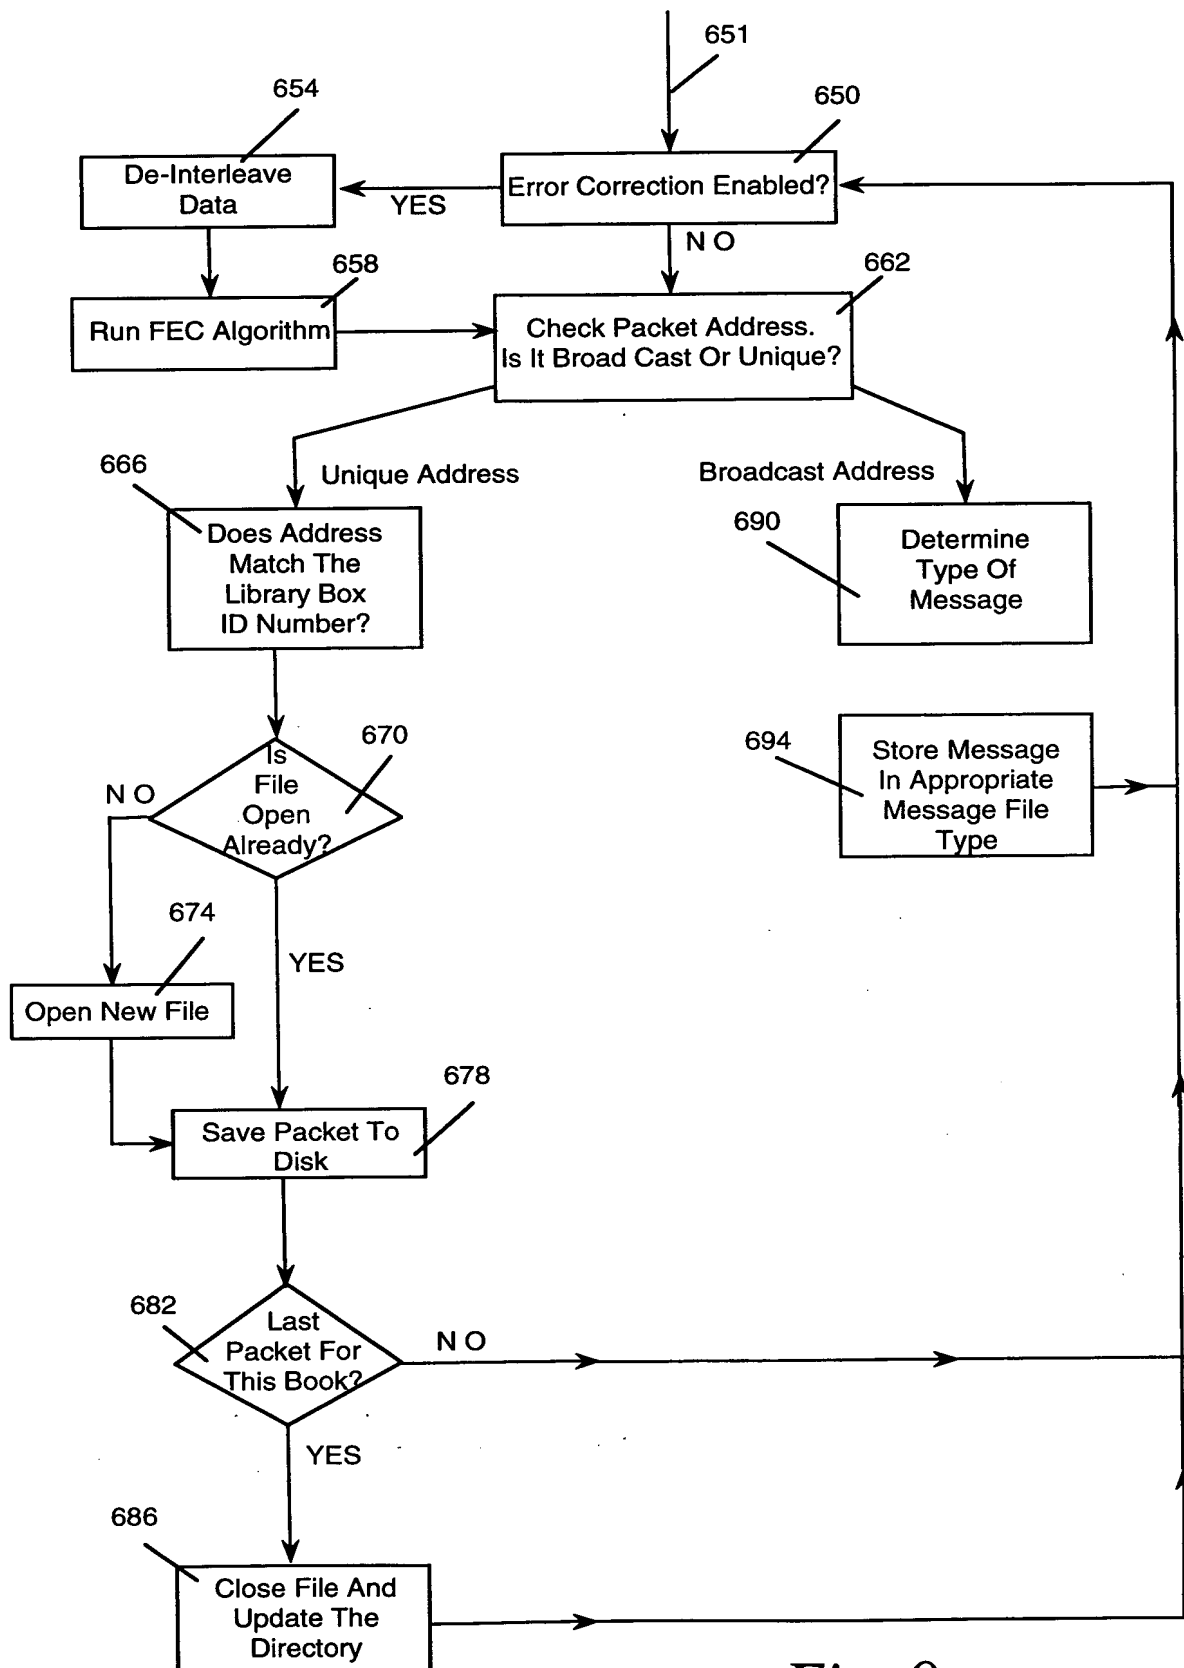 651
654
650
De-Interleave
Data
YES
Error Correction Enabled?
N O
658
662
Run FEC Algorithm
Check Packet Address.
Is It Broad Cast Or Unique?
666
Unique Address
Broadcast Address
Does Address
Match The
Library Box
ID Number?
690
Determine
Type Of
Message
670
Is
File
Open
Already?
N O
694
Store Message
In Appropriate
Message File
Type
674
YES
Open New File
678
Save Packet To
Disk
682
Last
Packet For
This Book?
N O
YES
686
Close File And
Update The
Directory